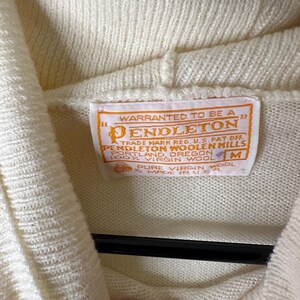 WARRANTED TO BE A
"PENDLETON"
A TRADE MARK REG. U.S. PAT. OFF.
PENDLETON WOOLEN MILLS
PORTLAND, OREGON
100% VIRGIN WOOL
M
PURE VIRGIN WOOL
MADE IN U.S.A.